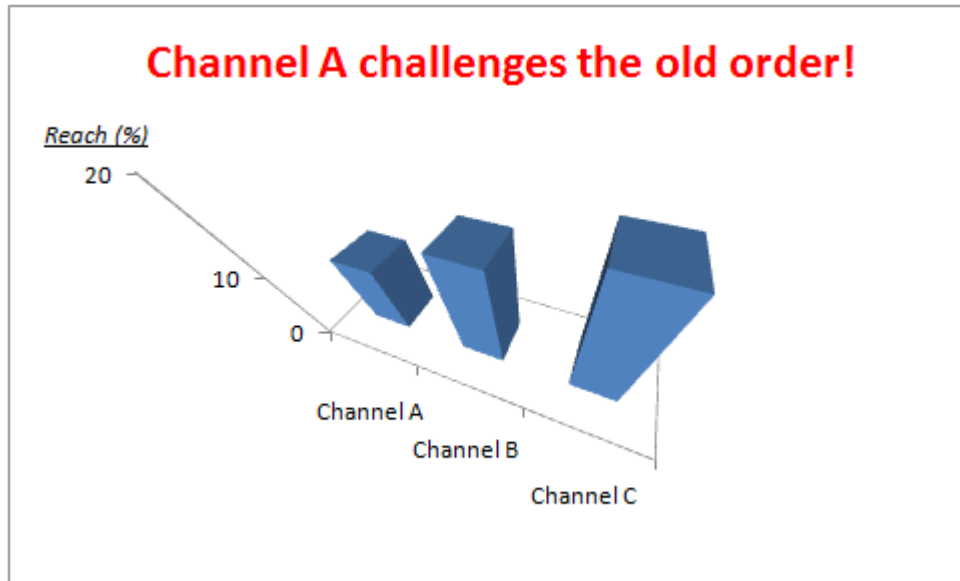 Channel A challenges the old order!
Reach (%)
20
10
0
Channel A
Channel B
Channel C